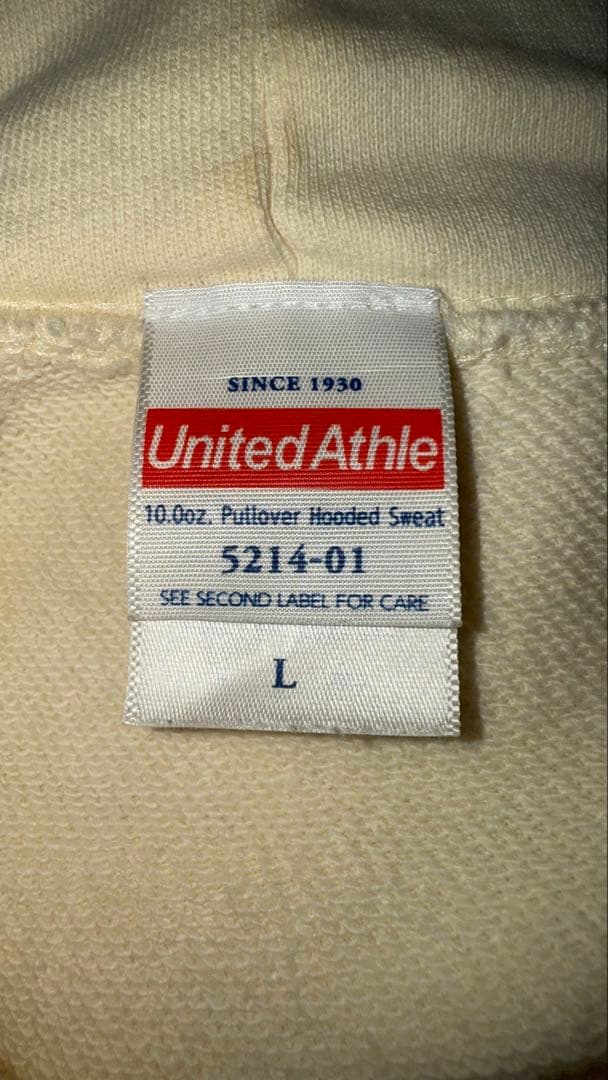 SINCE 1930
United Athle
10.0oz. Pullover Hooded Sweat
5214-01
SEE SECOND LABEL FOR CARE
L